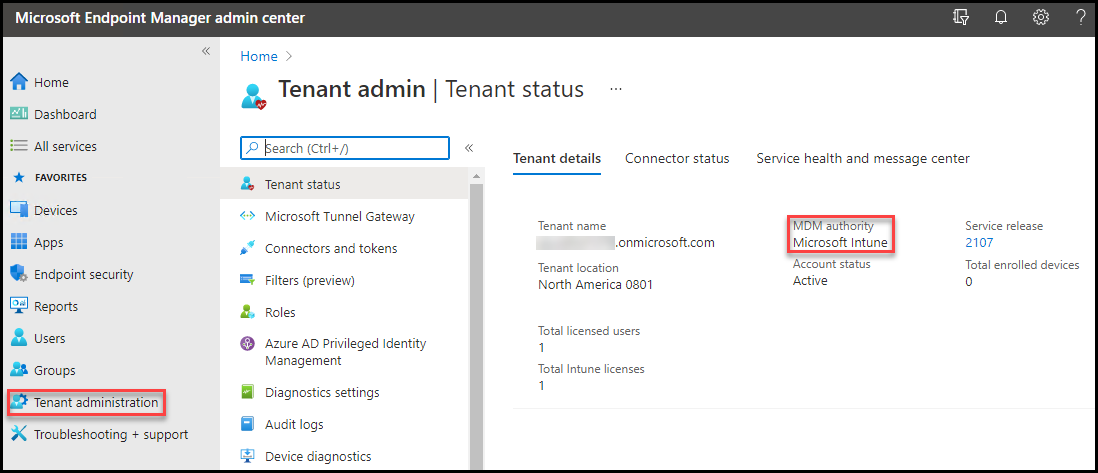 Microsoft Endpoint Manager admin center
Home
Dashboard
All services
FAVORITES
Devices
Apps
Endpoint security
Reports
Users
Groups
Tenant administration
Troubleshooting + support
Home
Tenant admin | Tenant status
Search (Ctrl+/)
Tenant status
Microsoft Tunnel Gateway
Connectors and tokens
Filters (preview)
Roles
Azure AD Privileged Identity
Management
Diagnostics settings
Audit logs
Device diagnostics
Tenant details
Connector status
Service health and message center
Tenant name
.onmicrosoft.com
Tenant location
North America 0801
MDM authority
Microsoft Intune
Account status
Active
Service release
2107
Total enrolled devices
0
Total licensed users
1
Total Intune licenses
1